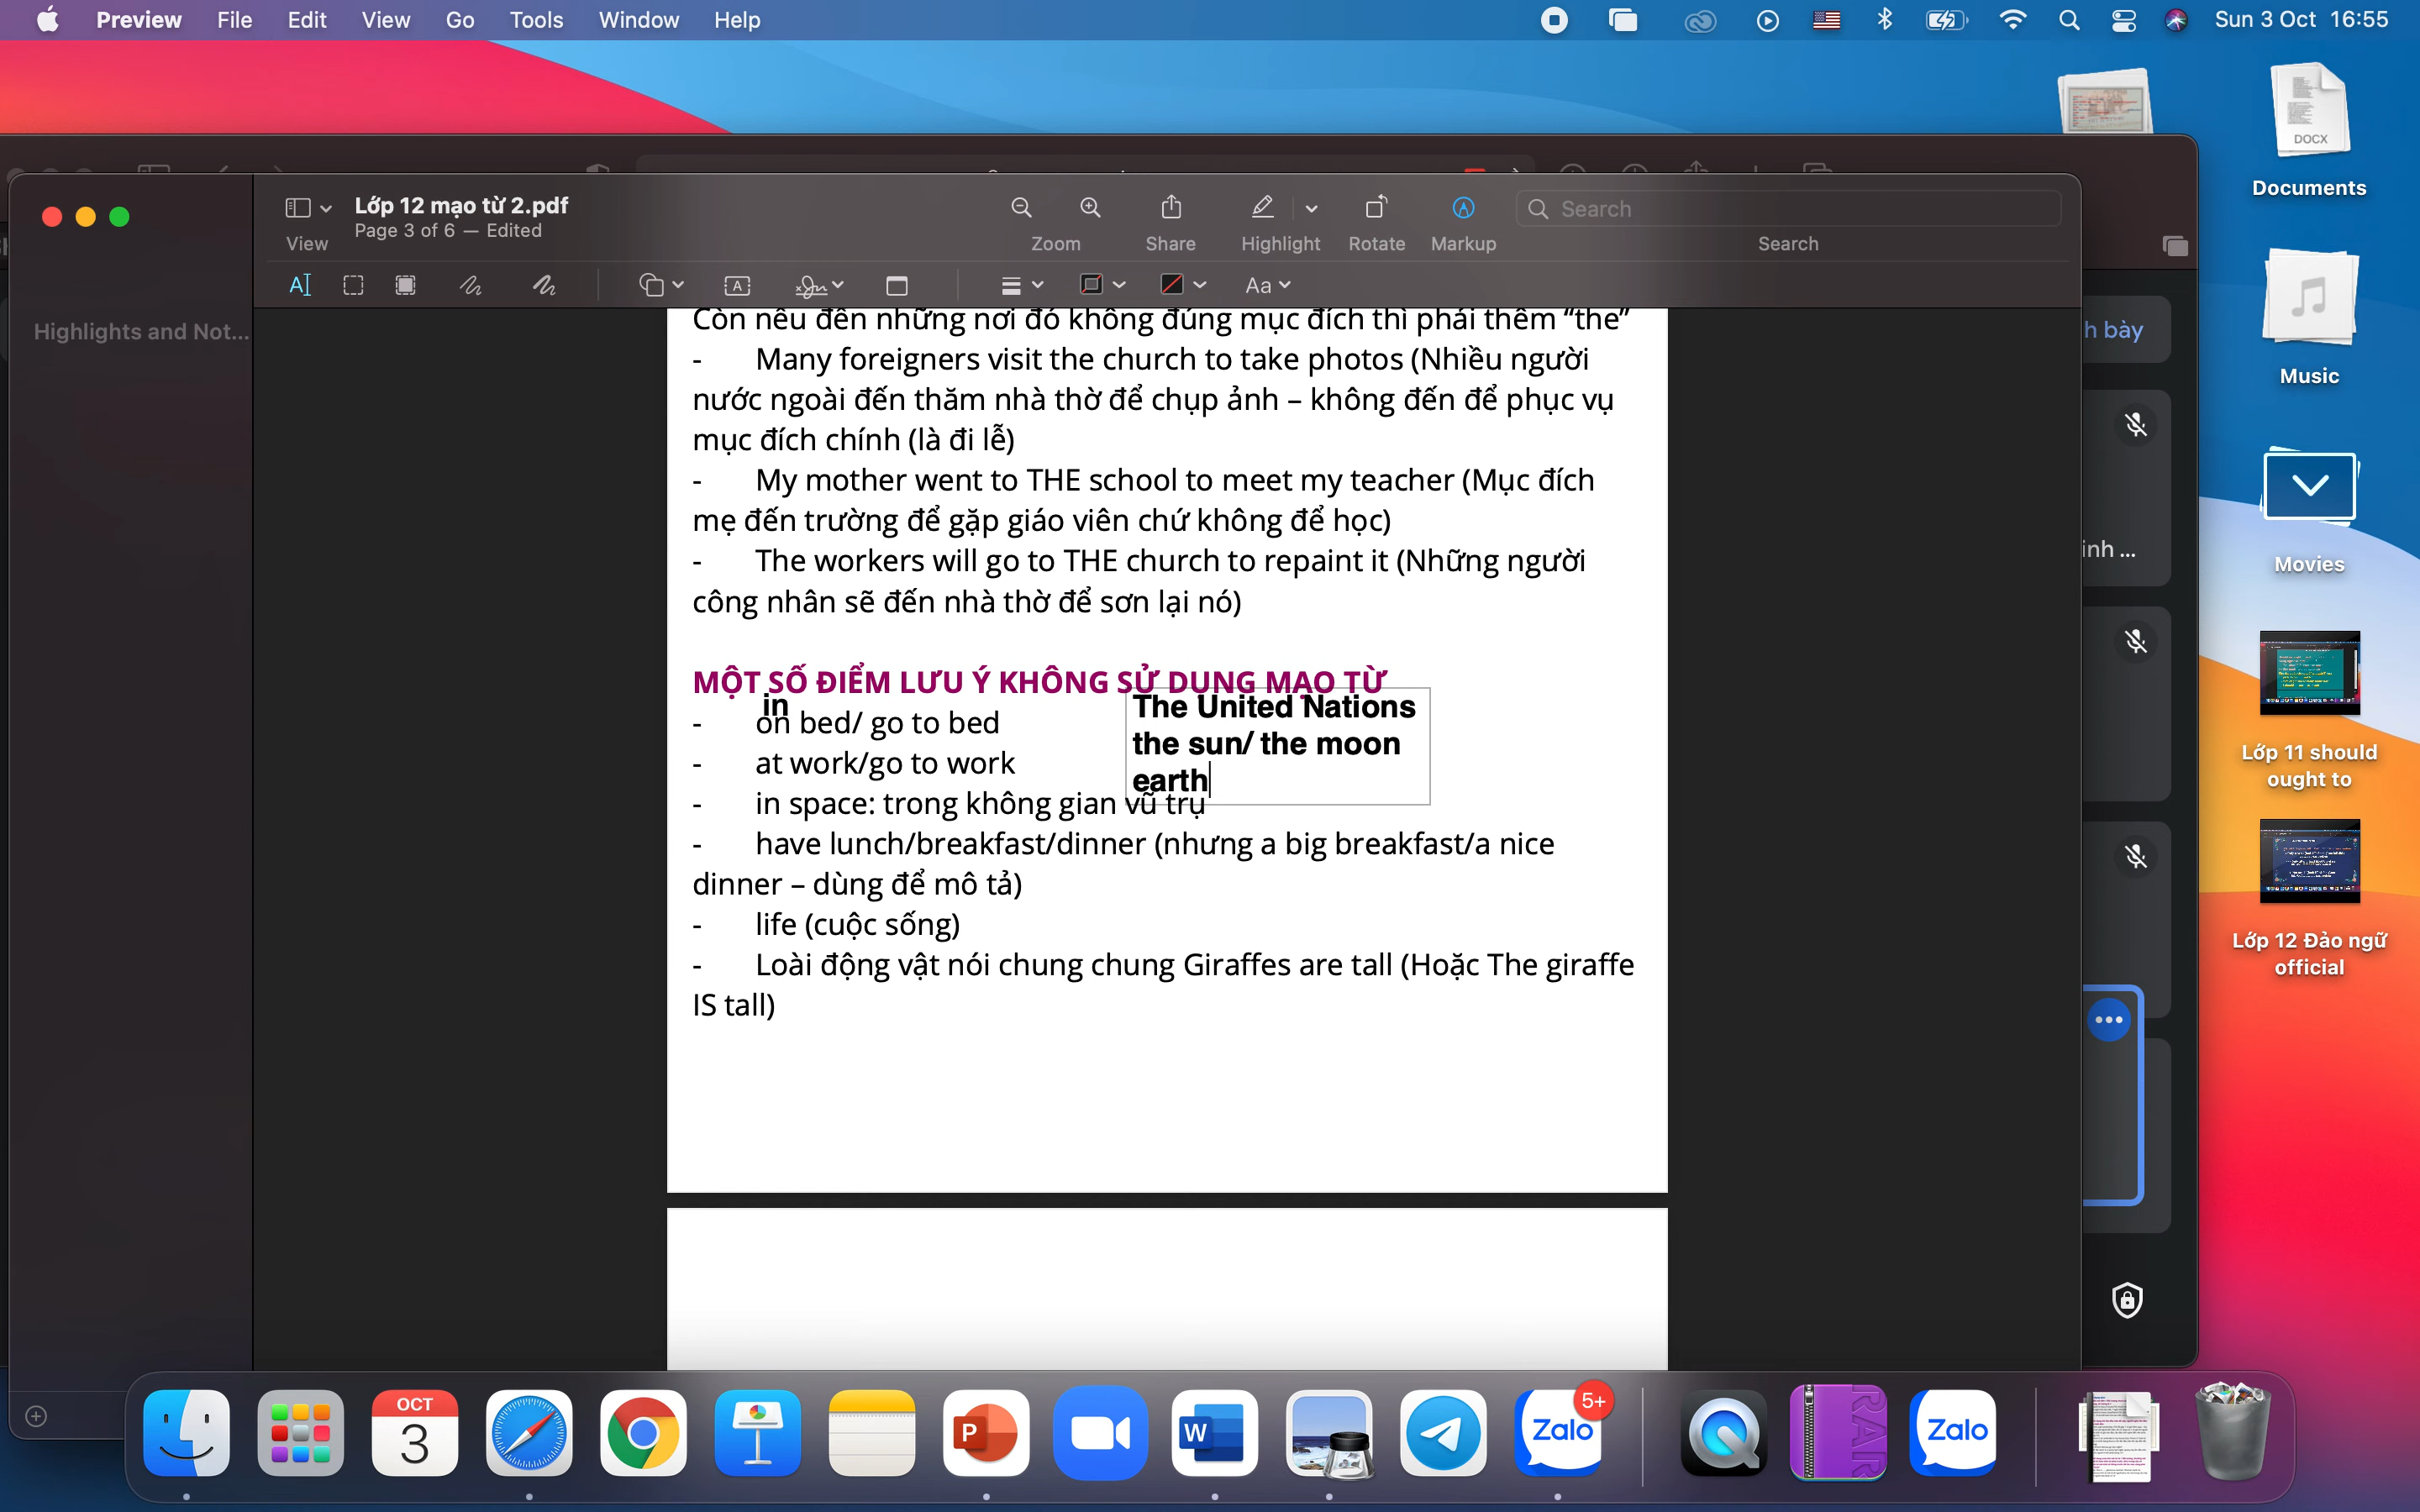 Preview File Edit View Go Tools Window Help Sun 3 Oct 16:55
DOCX
Documents
Lớp 12 mạo từ 2.pdf
Page 3 of 6 — Edited
View Zoom Share Highlight Rotate Markup Search
Search
A Aa
Highlights and Not...
h bày
inh ...
Music
Movies
Lớp 11 should
ought to
Lớp 12 Đảo ngữ
official
Còn nếu đến những nơi đó không đúng mục đích thì phải thêm “the”
- Many foreigners visit the church to take photos (Nhiều người
nước ngoài đến thăm nhà thờ để chụp ảnh – không đến để phục vụ
mục đích chính (là đi lễ)
- My mother went to THE school to meet my teacher (Mục đích
mẹ đến trường để gặp giáo viên chứ không để học)
- The workers will go to THE church to repaint it (Những người
công nhân sẽ đến nhà thờ để sơn lại nó)
MỘT SỐ ĐIỂM LƯU Ý KHÔNG SỬ DỤNG MẠO TỪ
in
- on bed/ go to bed
- at work/go to work
The United Nations
the sun/ the moon
earth
- in space: trong không gian vũ trụ
- have lunch/breakfast/dinner (nhưng a big breakfast/a nice
dinner – dùng để mô tả)
- life (cuộc sống)
- Loài động vật nói chung chung Giraffes are tall (Hoặc The giraffe
IS tall)
OCT
3
P
W
Zalo
5+
RAR
Zalo